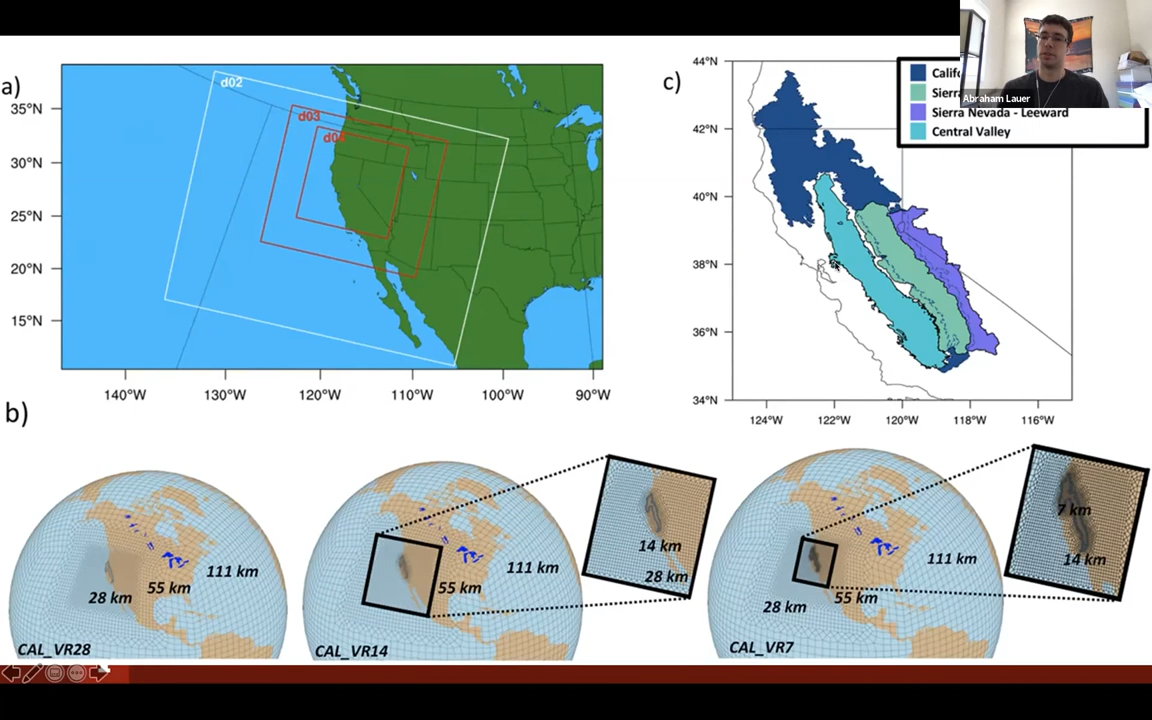 a)
d02
d03
d04
35°N
30°N
25°N
20°N
15°N
140°W
130°W
120°W
110°W
100°W
90°W
c)
Sierra Nevada - Leeward
Central Valley
Abraham Lauer
44°N
42°N
40°N
38°N
36°N
34°N
124°W
122°W
120°W
118°W
116°W
b)
28 km
55 km
111 km
CAL_VR28
55 km
111 km
CAL_VR14
14 km
28 km
28 km
55 km
111 km
CAL_VR7
7 km
14 km